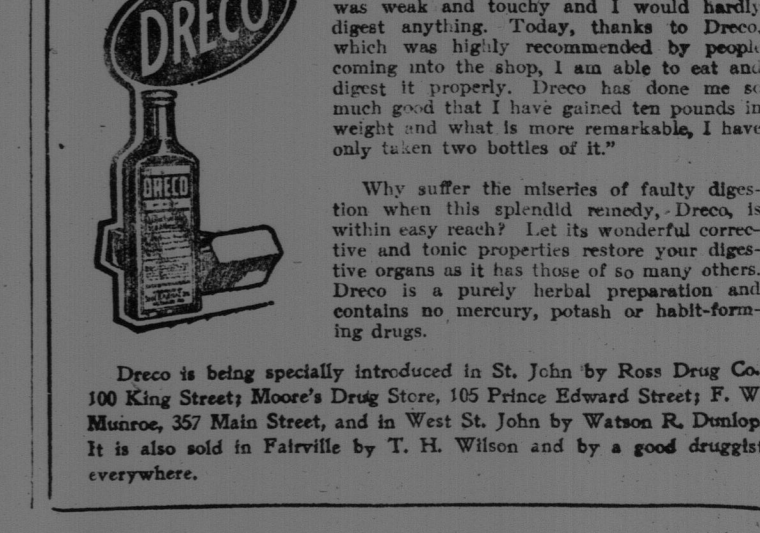 DRECO
was weak and touchy and I would hardly
digest anything. Today, thanks to Dreco,
which was highly recommended by people
coming into the shop, I am able to eat and
digest it properly. Dreco has done me so
much good that I have gained ten pounds in
weight and what is more remarkable, I have
only taken two bottles of it."
DRECO
Why suffer the miseries of faulty diges-
tion when this splendid remedy, Dreco, is
within easy reach? Let its wonderful correc-
tive and tonic properties restore your diges-
tive organs as it has those of so many others.
Dreco is a purely herbal preparation and
contains no mercury, potash or habit-form-
ing drugs.
Dreco is being specially introduced in St. John by Ross Drug Co.
100 King Street; Moore's Drug Store, 105 Prince Edward Street; F. W
Munroe, 357 Main Street, and in West St. John by Watson R. Dunlop
It is also sold in Fairville by T. H. Wilson and by a good druggist
everywhere.